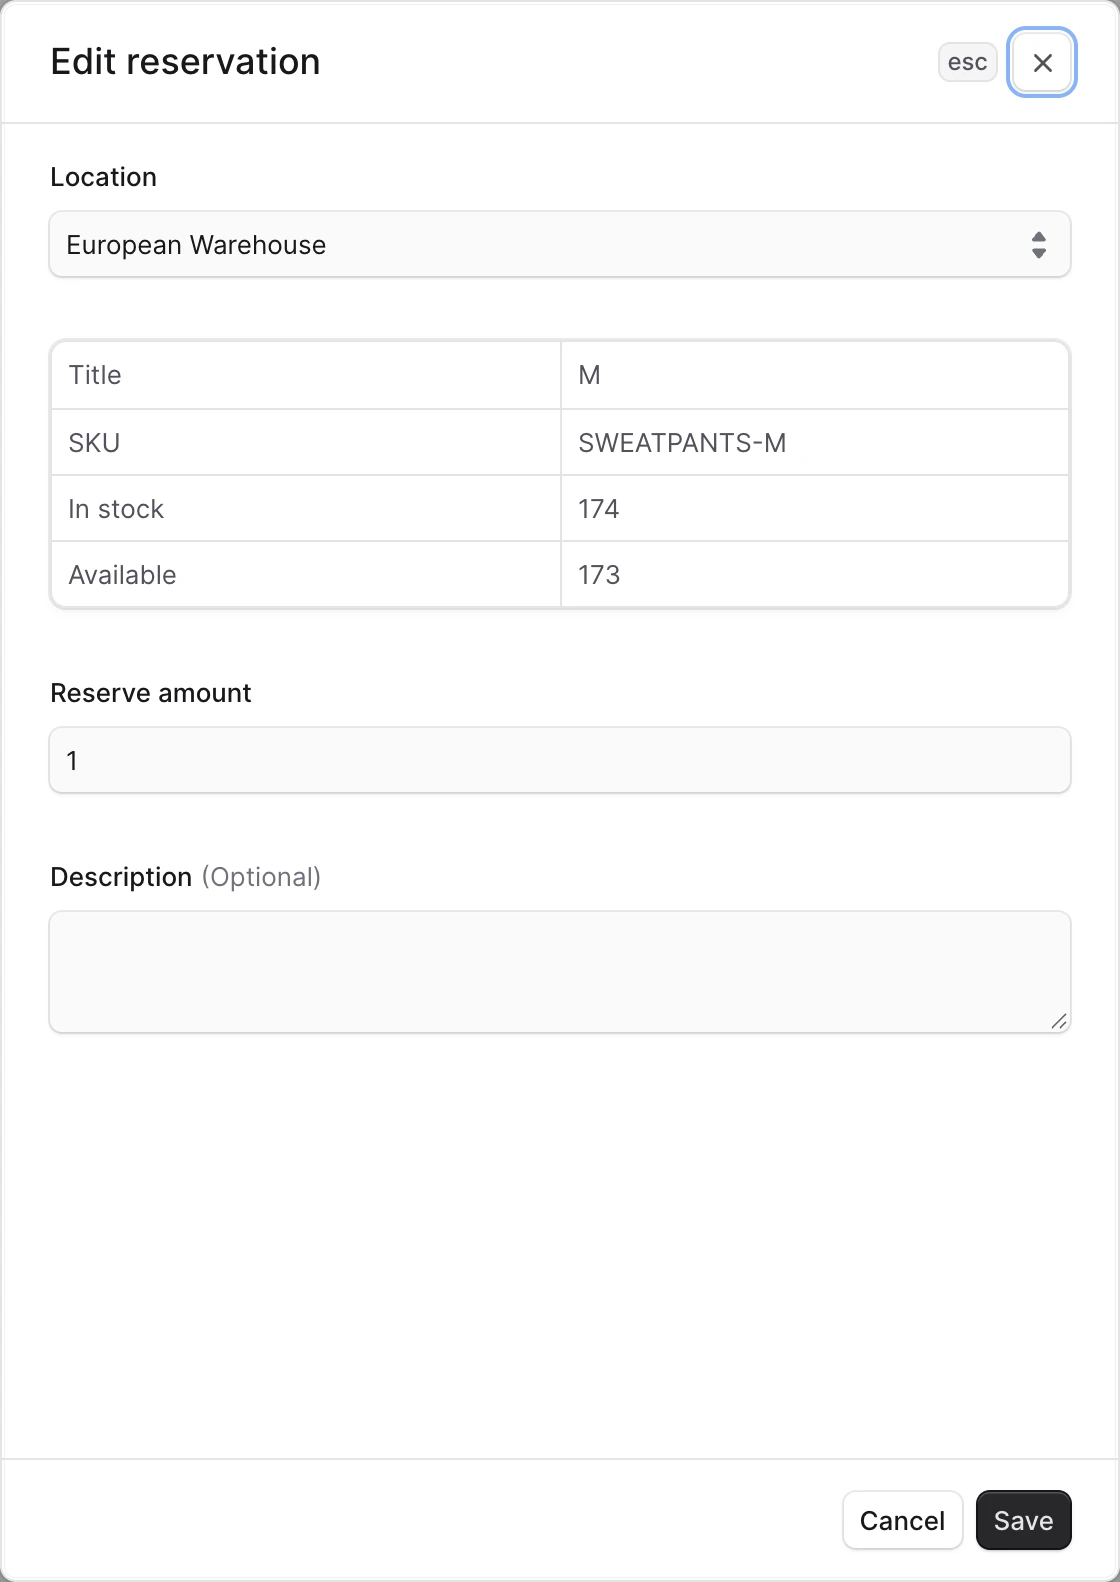 Edit reservation esc
Location
European Warehouse
Title M
SKU SWEATPANTS-M
In stock 174
Available 173
Reserve amount
1
Description (Optional)
Cancel Save